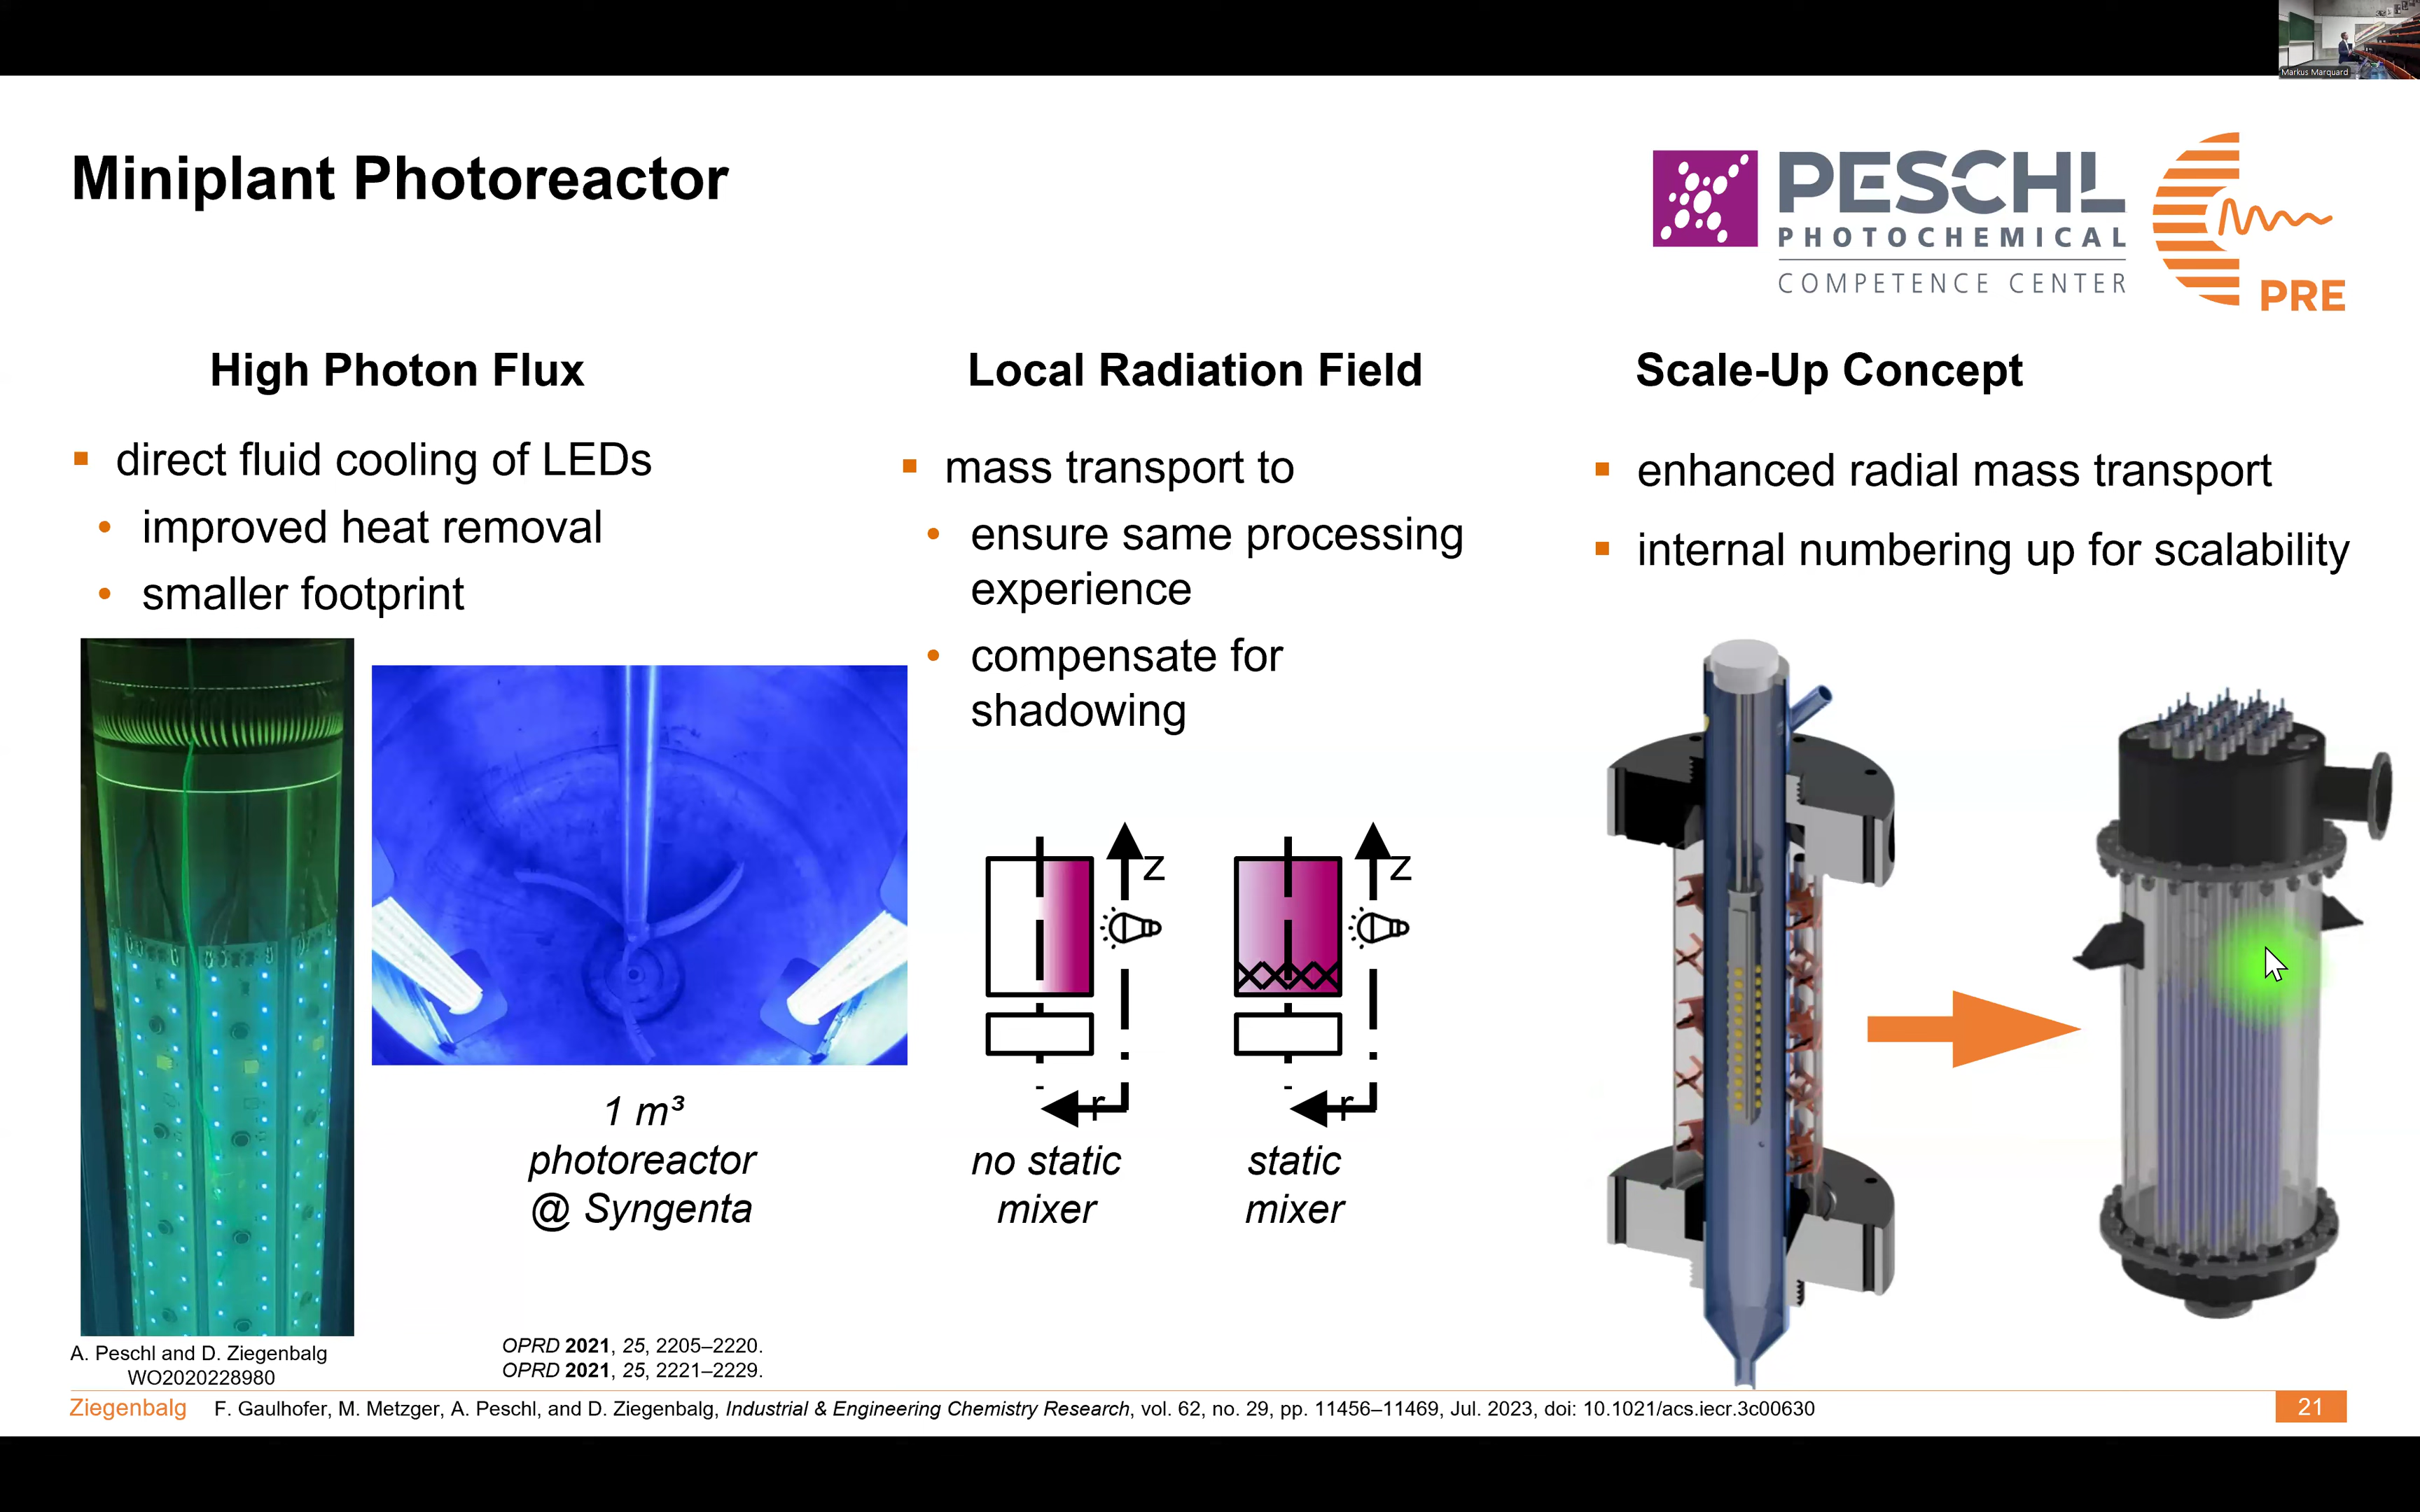 Markus Marquard
Miniplant Photoreactor
PESCHL
PHOTOCHEMICAL
COMPETENCE CENTER
PRE
High Photon Flux
direct fluid cooling of LEDs
improved heat removal
smaller footprint
1 m³
photoreactor
@ Syngenta
A. Peschl and D. Ziegenbalg
WO2020228980
OPRD 2021, 25, 2205–2220.
OPRD 2021, 25, 2221–2229.
Local Radiation Field
mass transport to
ensure same processing
experience
compensate for
shadowing
z
r
no static
mixer
z
r
static
mixer
Scale-Up Concept
enhanced radial mass transport
internal numbering up for scalability
Ziegenbalg F. Gaulhofer, M. Metzger, A. Peschl, and D. Ziegenbalg, Industrial & Engineering Chemistry Research, vol. 62, no. 29, pp. 11456–11469, Jul. 2023, doi: 10.1021/acs.iecr.3c00630
21